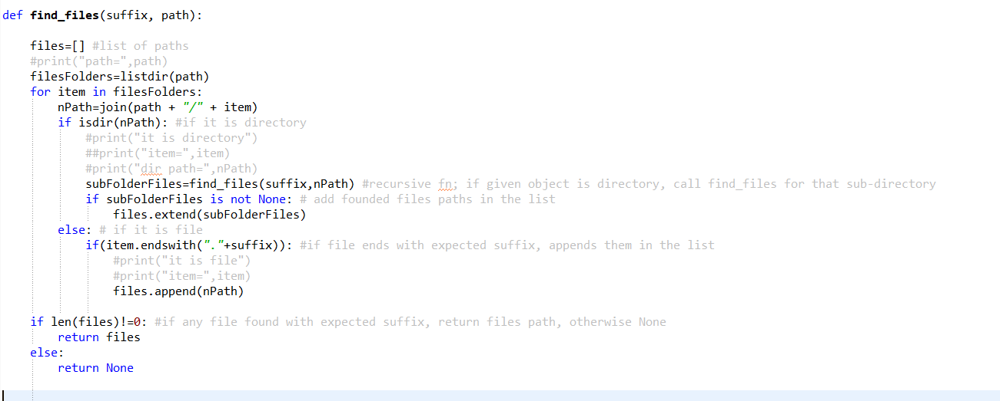 def find_files(suffix, path):
    files=[] #list of paths
    #print("path=",path)
    filesFolders=listdir(path)
    for item in filesFolders:
        nPath=join(path + "/" + item)
        if isdir(nPath): #if it is directory
            #print("it is directory")
            ##print("item=",item)
            #print("dir path=",nPath)
            subFolderFiles=find_files(suffix,nPath) #recursive fn; if given object is directory, call find_files for that sub-directory
            if subFolderFiles is not None: # add founded files paths in the list
                files.extend(subFolderFiles)
        else: # if it is file
            if(item.endswith("."+suffix)): #if file ends with expected suffix, appends them in the list
                #print("it is file")
                #print("item=",item)
                files.append(nPath)
    if len(files)!=0: #if any file found with expected suffix, return files path, otherwise None
        return files
    else:
        return None